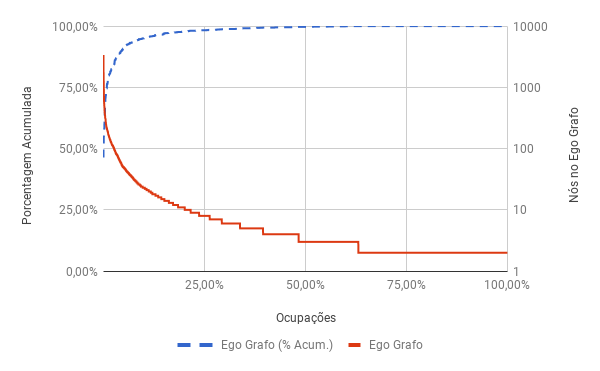 Porcentagem Acumulada
100,00%
75,00%
50,00%
25,00%
0,00%
10000
1000
100
10
1
Nós no Ego Grafo
25,00%
50,00%
75,00%
100,00%
Ocupações
Ego Grafo (% Acum.)
Ego Grafo